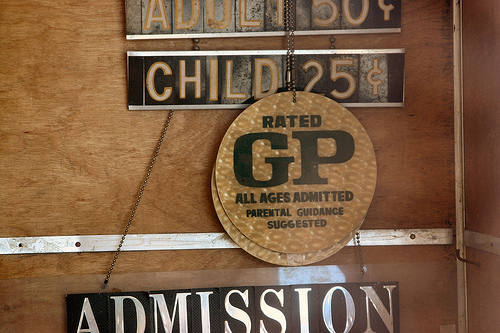 ADULT 50¢
CHILD 25¢
RATED
GP
ALL AGES ADMITTED
PARENTAL GUIDANCE
SUGGESTED
ADMISSION